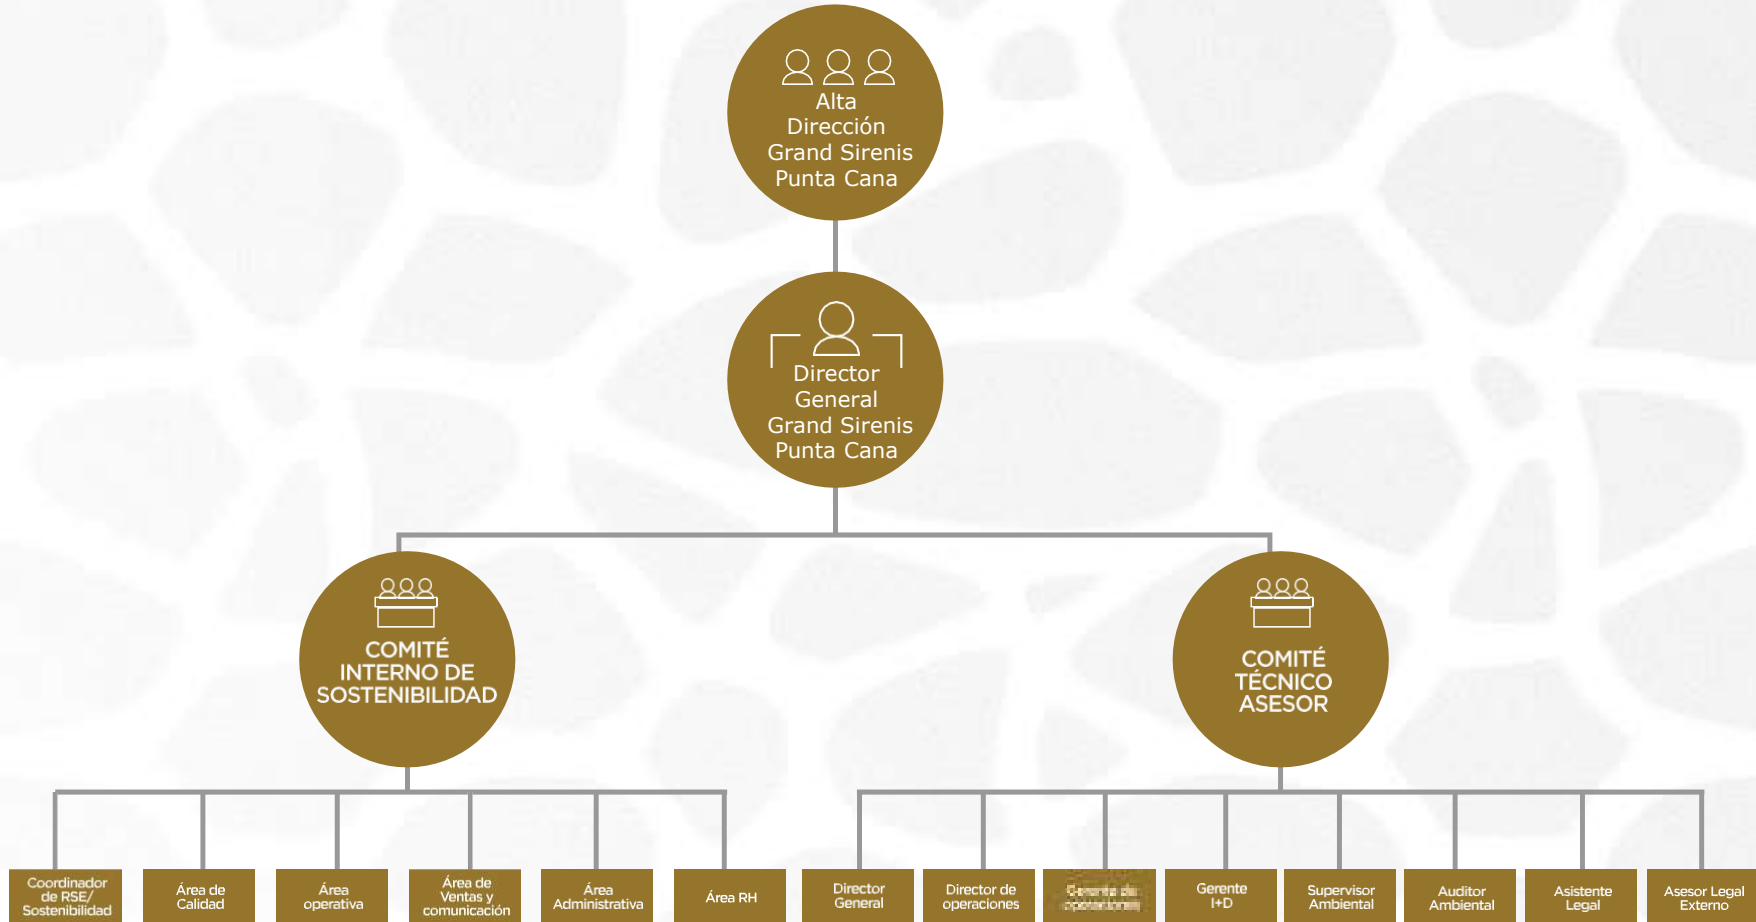 Alta
Dirección
Grand Sirenis
Punta Cana
Director
General
Grand Sirenis
Punta Cana
COMITÉ
INTERNO DE
SOSTENIBILIDAD
COMITÉ
TÉCNICO
ASESOR
Coordinador
de RSE/
Sostenibilidad
Área de
Calidad
Área
operativa
Área de
Ventas y
comunicación
Área
Administrativa
Área RH
Director
General
Director de
operaciones
Gerente
I+D
Supervisor
Ambiental
Auditor
Ambiental
Asistente
Legal
Asesor Legal
Externo